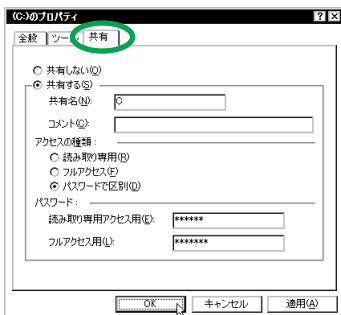 (C:)のプロパティ
全般 ツール 共有
共有しない(O)
共有する(S)
共有名(N): C
コメント(C):
アクセスの種類:
読み取り専用(R)
フルアクセス(F)
パスワードで区別(D)
パスワード:
読み取り専用アクセス用(E): ******
フルアクセス用(L): *******
OK キャンセル 適用(A)